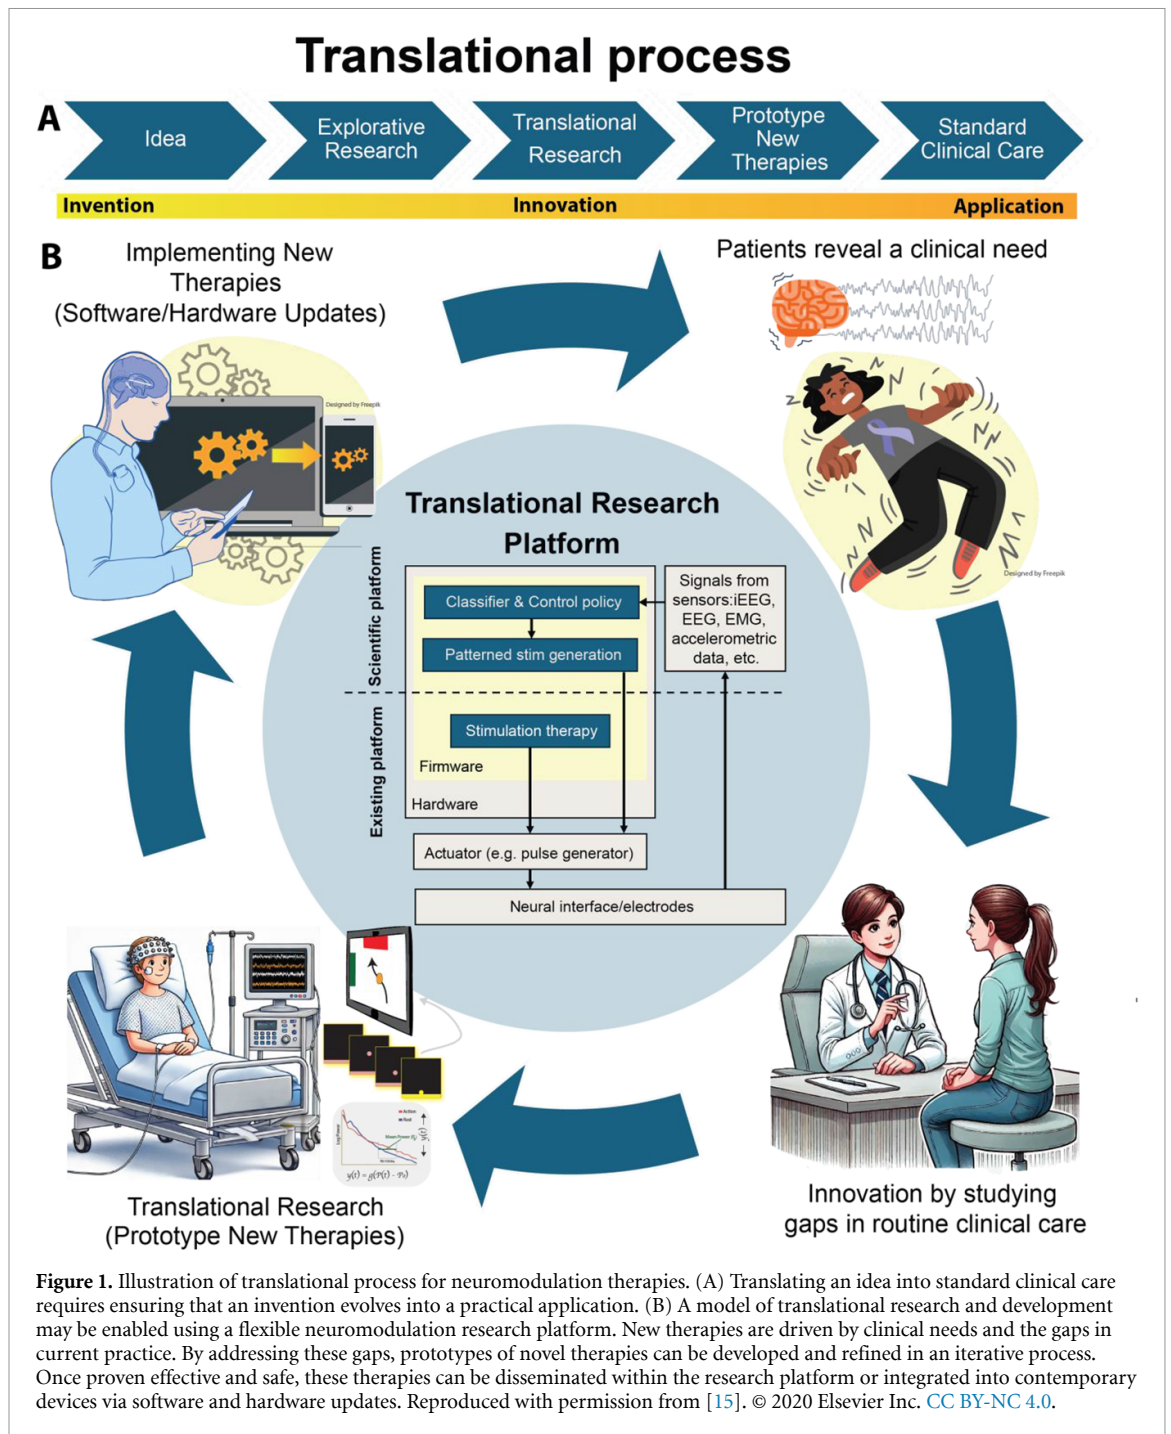 Translational process
A
Idea
Explorative
Research
Translational
Research
Prototype
New
Therapies
Standard
Clinical Care
Invention
Innovation
Application
B
Implementing New
Therapies
(Software/Hardware Updates)
Patients reveal a clinical need
Designed by Freepik
Designed by Freepik
Translational Research
Platform
Scientific platform
Existing platform
Classifier & Control policy
Patterned stim generation
Stimulation therapy
Firmware
Hardware
Signals from
sensors:iEEG,
EEG, EMG,
accelerometric
data, etc.
Actuator (e.g. pulse generator)
Neural interface/electrodes
y(t) = g(P(t) - P₀)
y(t)
Translational Research
(Prototype New Therapies)
Innovation by studying
gaps in routine clinical care
Figure 1. Illustration of translational process for neuromodulation therapies. (A) Translating an idea into standard clinical care
requires ensuring that an invention evolves into a practical application. (B) A model of translational research and development
may be enabled using a flexible neuromodulation research platform. New therapies are driven by clinical needs and the gaps in
current practice. By addressing these gaps, prototypes of novel therapies can be developed and refined in an iterative process.
Once proven effective and safe, these therapies can be disseminated within the research platform or integrated into contemporary
devices via software and hardware updates. Reproduced with permission from [15]. © 2020 Elsevier Inc. CC BY-NC 4.0.